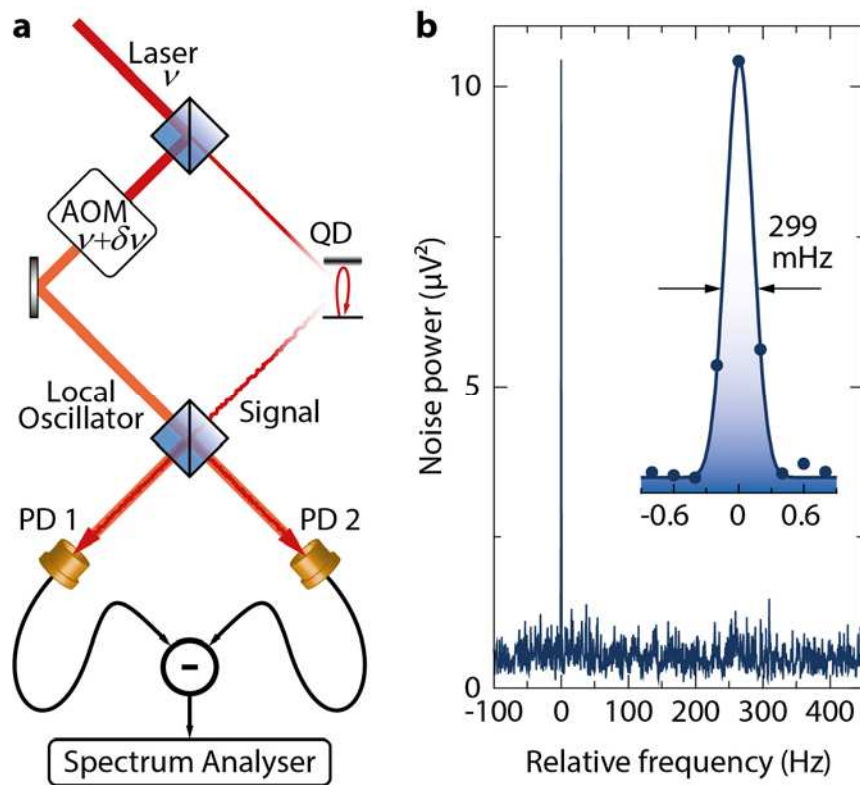 a
Laser
ν
AOM
ν+δν
QD
Local
Oscillator
Signal
PD 1
PD 2
-
Spectrum Analyser
b
Noise power (μV²)
10
5
0
-100
0
100
200
300
400
Relative frequency (Hz)
299
mHz
-0.6
0
0.6